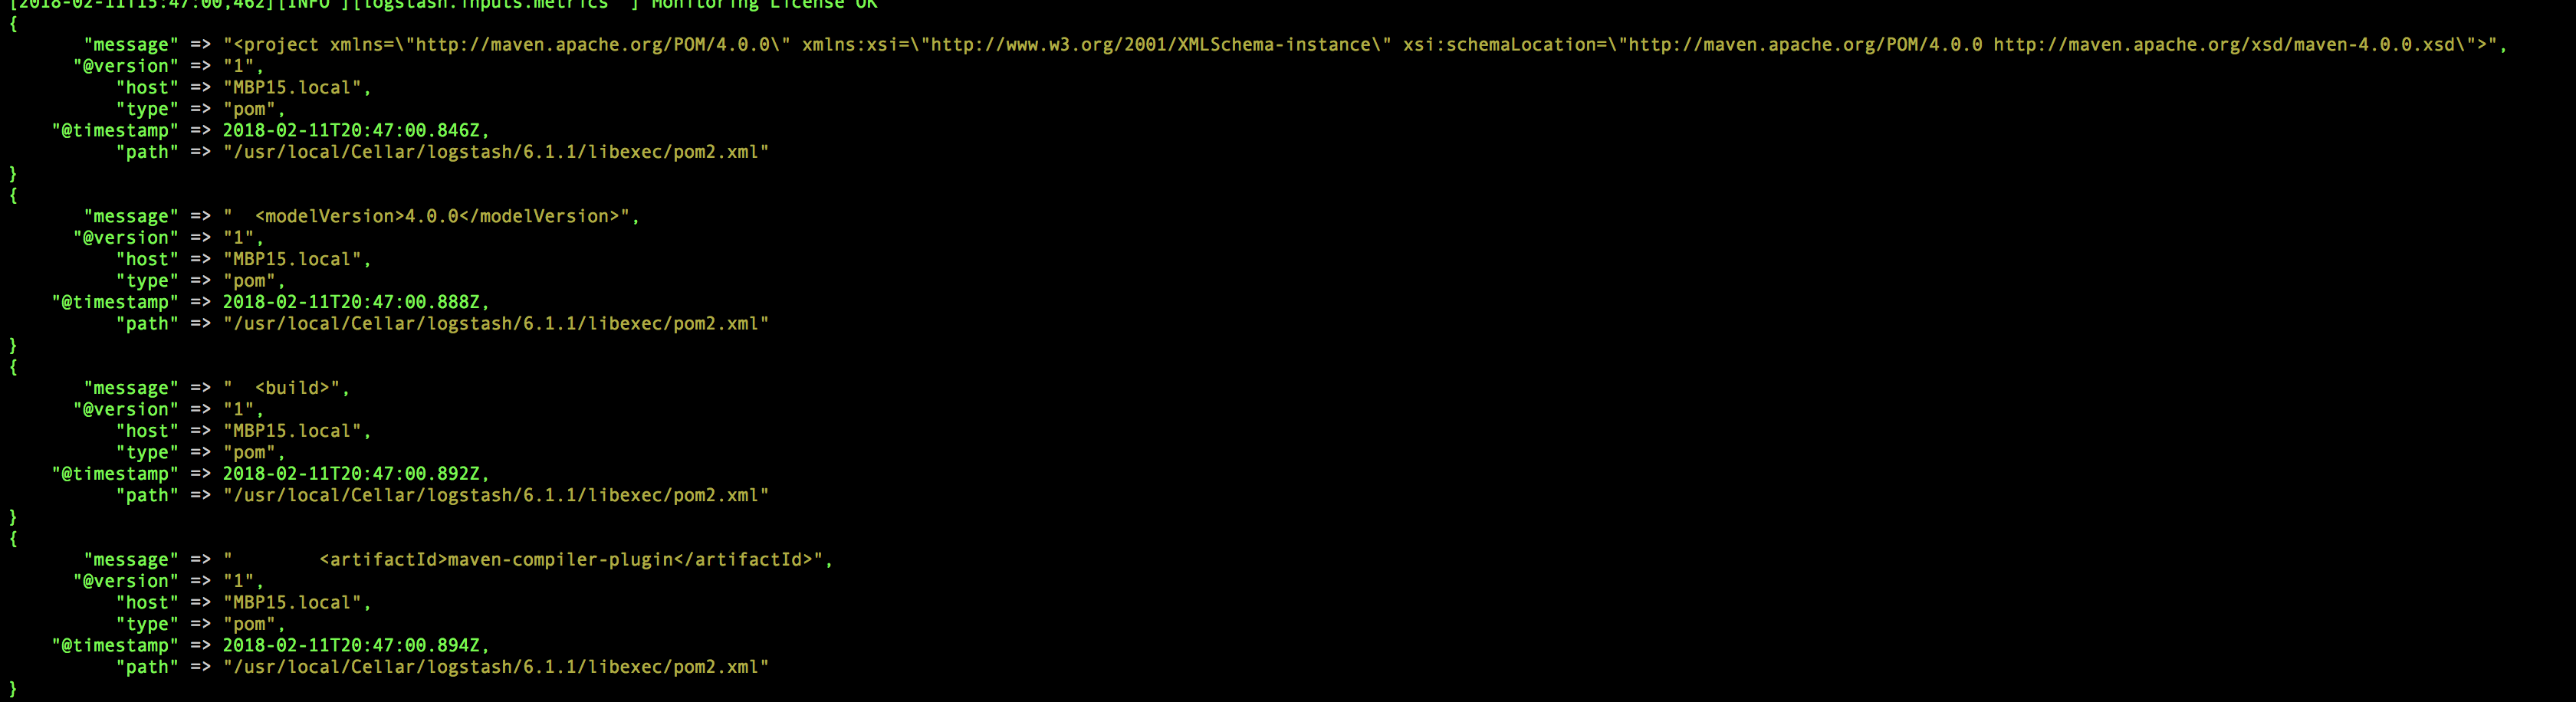 [2018-02-11T15:47:00,462][INFO ][logstash.inputs.metrics  ] Monitoring License OK
{
       "message" => "<project xmlns=\"http://maven.apache.org/POM/4.0.0\" xmlns:xsi=\"http://www.w3.org/2001/XMLSchema-instance\" xsi:schemaLocation=\"http://maven.apache.org/POM/4.0.0 http://maven.apache.org/xsd/maven-4.0.0.xsd\">",
      "@version" => "1",
          "host" => "MBP15.local",
          "type" => "pom",
    "@timestamp" => 2018-02-11T20:47:00.846Z,
          "path" => "/usr/local/Cellar/logstash/6.1.1/libexec/pom2.xml"
}
{
       "message" => "  <modelVersion>4.0.0</modelVersion>",
      "@version" => "1",
          "host" => "MBP15.local",
          "type" => "pom",
    "@timestamp" => 2018-02-11T20:47:00.888Z,
          "path" => "/usr/local/Cellar/logstash/6.1.1/libexec/pom2.xml"
}
{
       "message" => "  <build>",
      "@version" => "1",
          "host" => "MBP15.local",
          "type" => "pom",
    "@timestamp" => 2018-02-11T20:47:00.892Z,
          "path" => "/usr/local/Cellar/logstash/6.1.1/libexec/pom2.xml"
}
{
       "message" => "        <artifactId>maven-compiler-plugin</artifactId>",
      "@version" => "1",
          "host" => "MBP15.local",
          "type" => "pom",
    "@timestamp" => 2018-02-11T20:47:00.894Z,
          "path" => "/usr/local/Cellar/logstash/6.1.1/libexec/pom2.xml"
}